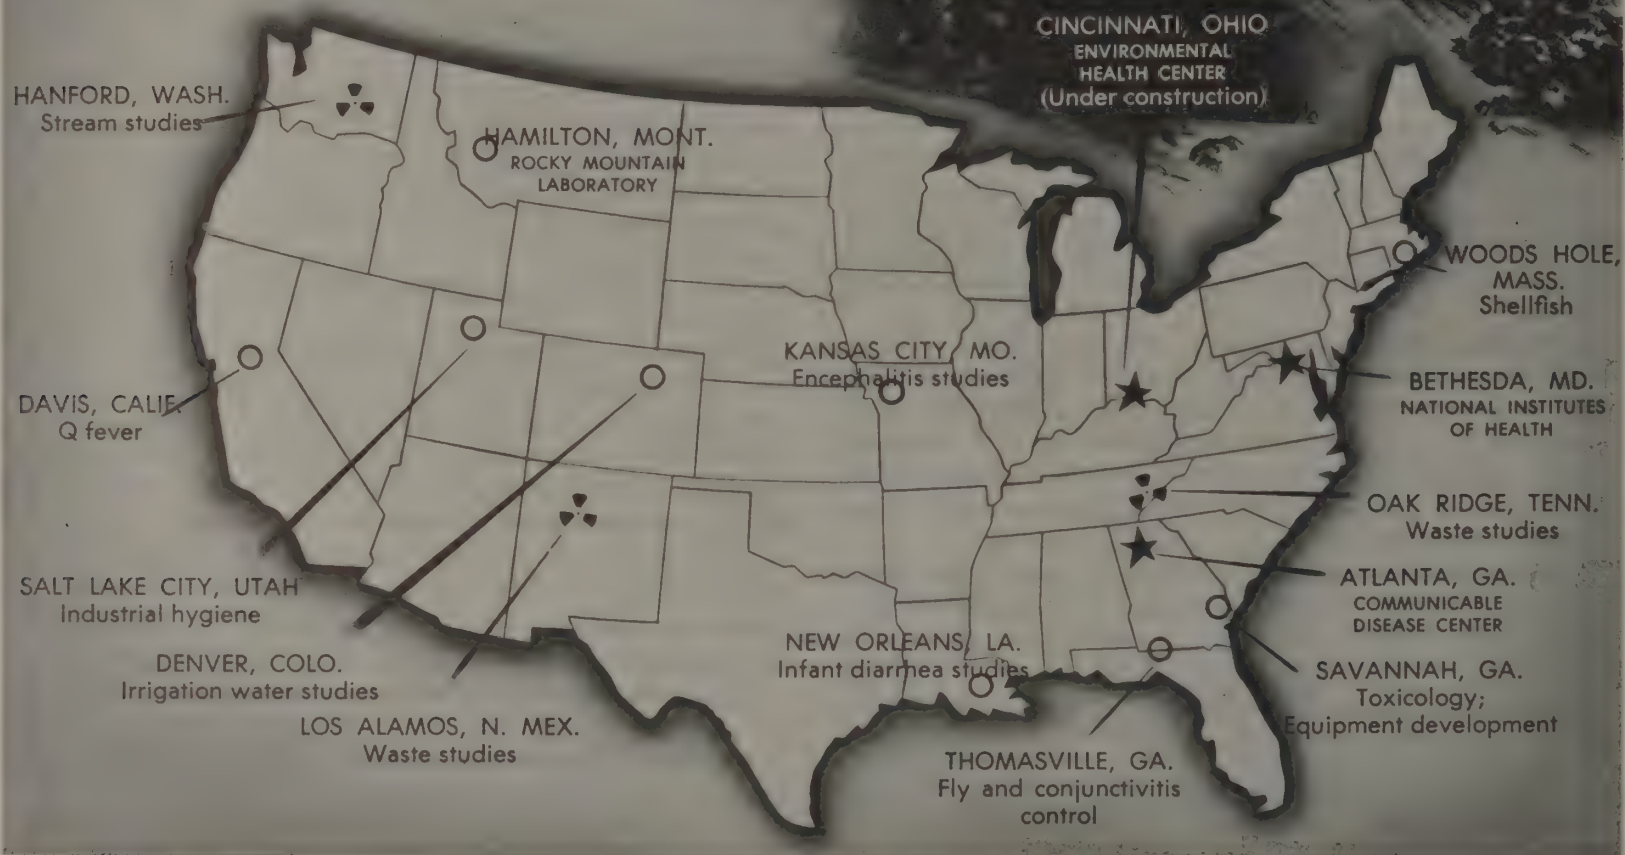 CINCINNATI, OHIO
ENVIRONMENTAL
HEALTH CENTER
(Under construction)
HANFORD, WASH.
Stream studies
HAMILTON, MONT.
ROCKY MOUNTAIN
LABORATORY
WOODS HOLE,
MASS.
Shellfish
KANSAS CITY, MO.
Encephalitis studies
DAVIS, CALIF.
Q fever
BETHESDA, MD.
NATIONAL INSTITUTES
OF HEALTH
OAK RIDGE, TENN.
Waste studies
SALT LAKE CITY, UTAH
Industrial hygiene
ATLANTA, GA.
COMMUNICABLE
DISEASE CENTER
DENVER, COLO.
Irrigation water studies
NEW ORLEANS, LA.
Infant diarrhea studies
SAVANNAH, GA.
Toxicology;
Equipment development
LOS ALAMOS, N. MEX.
Waste studies
THOMASVILLE, GA.
Fly and conjunctivitis
control